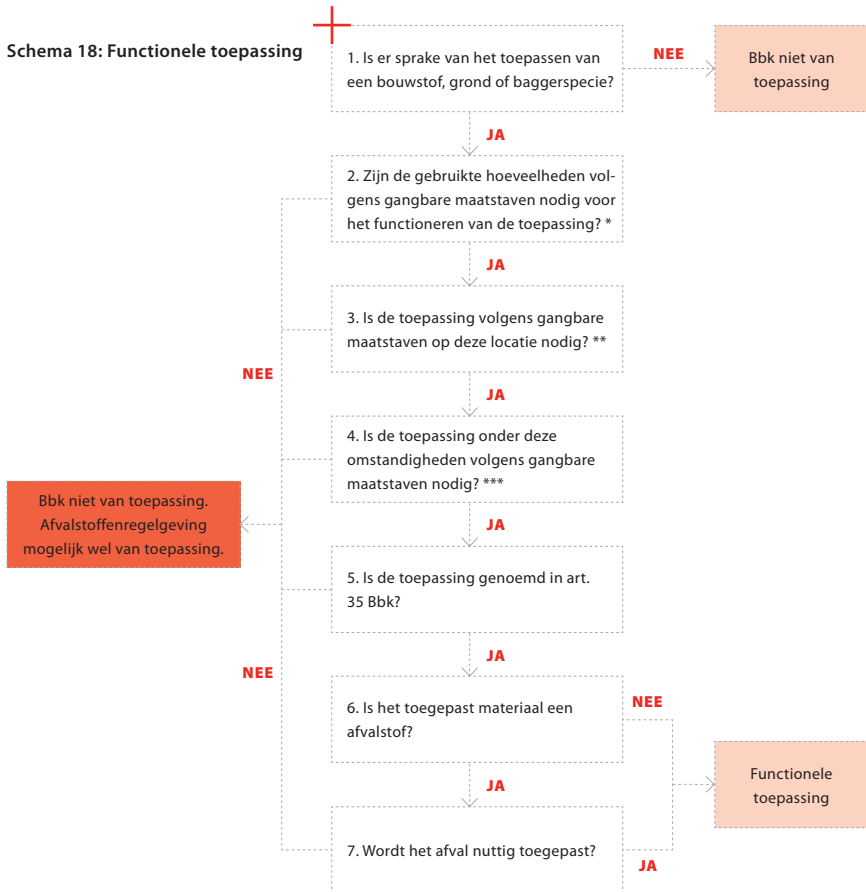 Schema 18: Functionele toepassing
1. Is er sprake van het toepassen van
een bouwstof, grond of baggerspecie?
NEE
Bbk niet van
toepassing
JA
2. Zijn de gebruikte hoeveelheden vol-
gens gangbare maatstaven nodig voor
het functioneren van de toepassing? *
JA
3. Is de toepassing volgens gangbare
maatstaven op deze locatie nodig? **
NEE
JA
4. Is de toepassing onder deze
omstandigheden volgens gangbare
maatstaven nodig? ***
Bbk niet van toepassing.
Afvalstoffenregelgeving
mogelijk wel van toepassing.
JA
5. Is de toepassing genoemd in art.
35 Bbk?
JA
NEE
6. Is het toegepast materiaal een
afvalstof?
NEE
JA
Functionele
toepassing
7. Wordt het afval nuttig toegepast?
JA